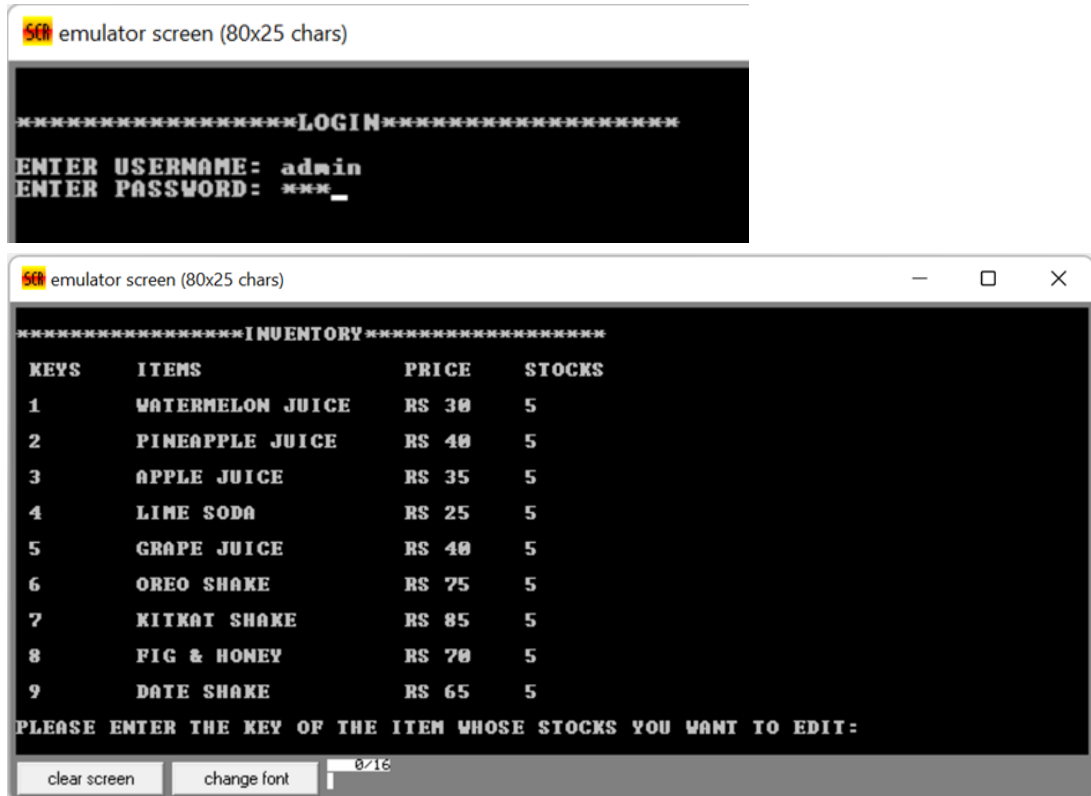 SCR emulator screen (80x25 chars)
*****************LOGIN******************
ENTER USERNAME: admin
ENTER PASSWORD: ***_
SCR emulator screen (80x25 chars)
*****************INVENTORY******************
KEYS ITEMS PRICE STOCKS
1 WATERMELON JUICE RS 30 5
2 PINEAPPLE JUICE RS 40 5
3 APPLE JUICE RS 35 5
4 LIME SODA RS 25 5
5 GRAPE JUICE RS 40 5
6 OREO SHAKE RS 75 5
7 KITKAT SHAKE RS 85 5
8 FIG & HONEY RS 70 5
9 DATE SHAKE RS 65 5
PLEASE ENTER THE KEY OF THE ITEM WHOSE STOCKS YOU WANT TO EDIT:
clear screen change font 0/16